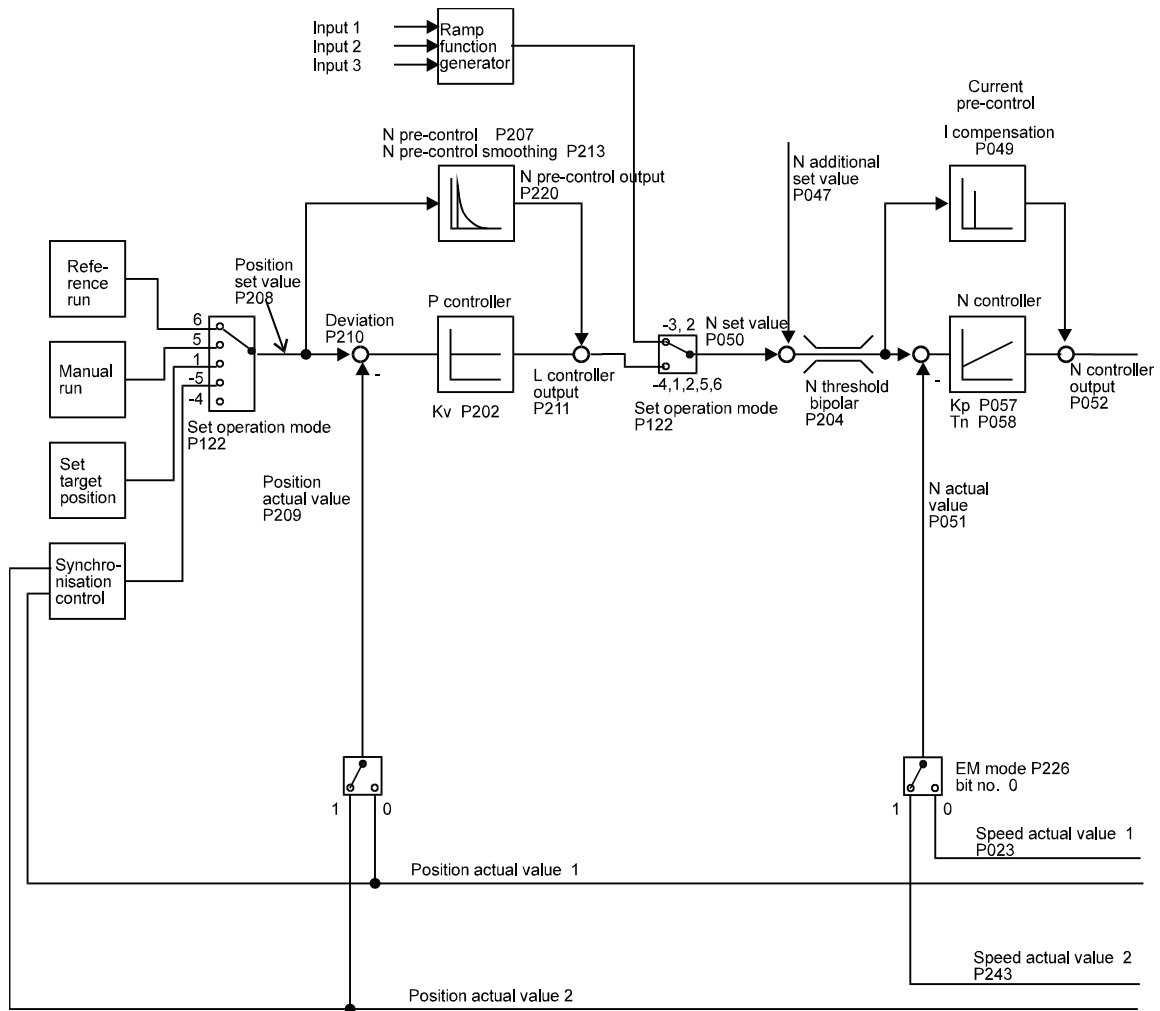 Input 1
Input 2
Input 3
Ramp
function
generator
Current
pre-control
I compensation
P049
N pre-control P207
N pre-control smoothing P213
N pre-control output
P220
N additional
set value
P047
Refe-
rence
run
Position
set value
P208
P controller
N controller
6
5
1
-5
-4
Deviation
P210
-
-3, 2
N set value
P050
-4,1,2,5,6
Manual
run
Set operation mode
P122
Kv P202
L controller
output
P211
Set operation mode
P122
N threshold
bipolar
P204
-
Kp P057
Tn P058
N controller
output
P052
Set
target
position
Position
actual value
P209
N actual
value
P051
Synchro-
nisation
control
1
0
EM mode P226
bit no. 0
1
0
Speed actual value 1
P023
Position actual value 1
Speed actual value 2
P243
Position actual value 2